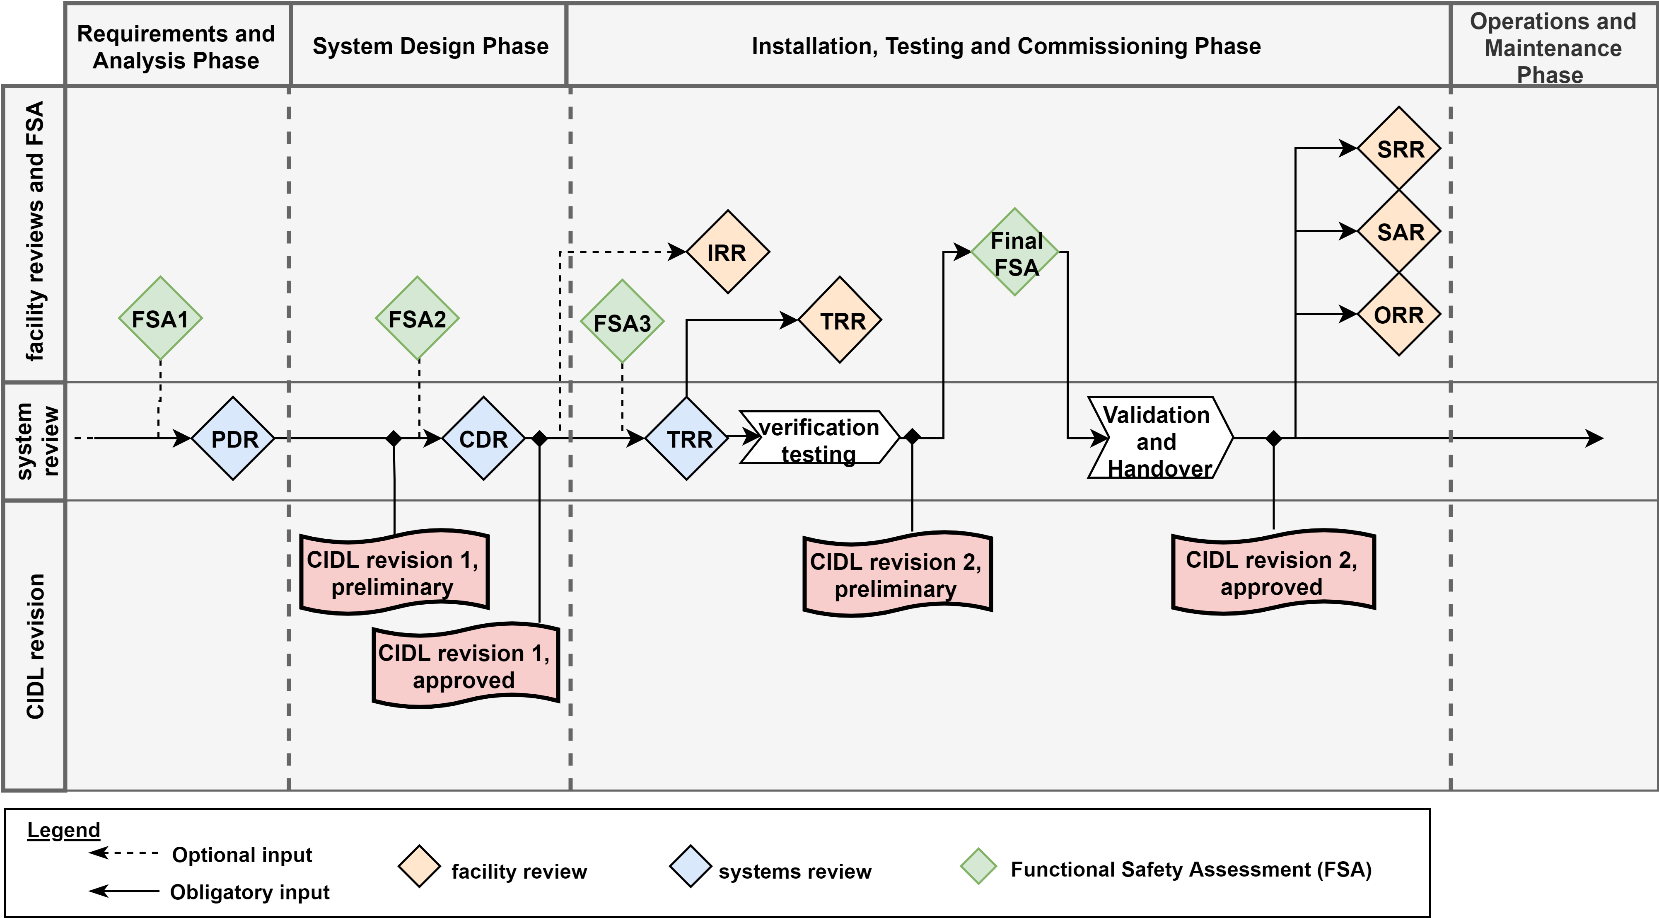 Requirements and
Analysis Phase
System Design Phase
Installation, Testing and Commissioning Phase
Operations and
Maintenance
Phase
facility reviews and FSA
SRR
SAR
ORR
IRR
Final
FSA
TRR
FSA1
FSA2
FSA3
system
review
PDR
CDR
TRR
verification
testing
Validation
and
Handover
CIDL revision
CIDL revision 1,
preliminary
CIDL revision 1,
approved
CIDL revision 2,
preliminary
CIDL revision 2,
approved
Legend
Optional input
Obligatory input
facility review
systems review
Functional Safety Assessment (FSA)